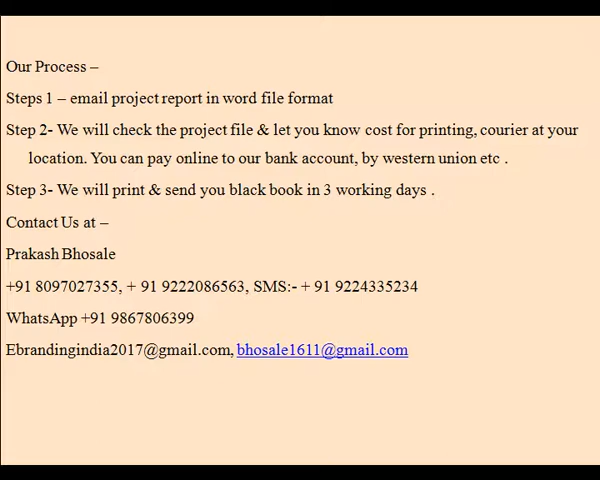 Our Process –
Steps 1 – email project report in word file format
Step 2- We will check the project file & let you know cost for printing, courier at your
location. You can pay online to our bank account, by western union etc .
Step 3- We will print & send you black book in 3 working days .
Contact Us at –
Prakash Bhosale
+91 8097027355, + 91 9222086563, SMS:- + 91 9224335234
WhatsApp +91 9867806399
Ebrandingindia2017@gmail.com, bhosale1611@gmail.com